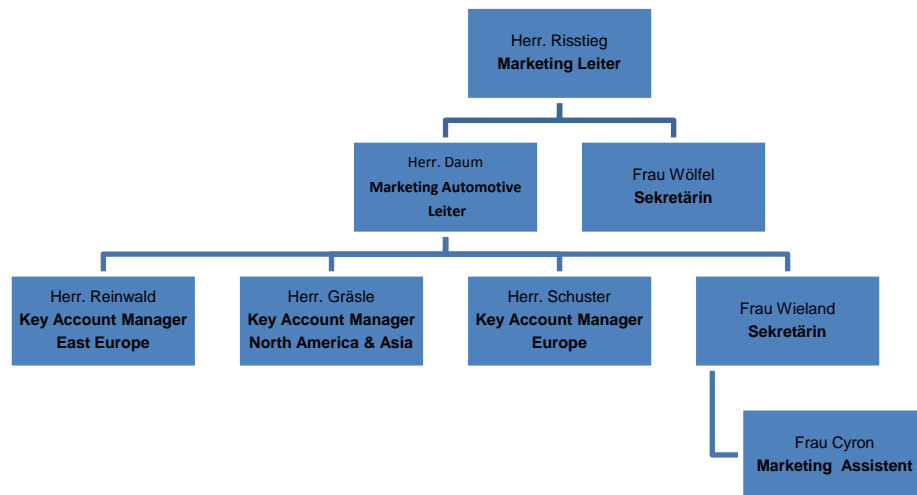 Herr. Risstieg
Marketing Leiter
Herr. Daum
Marketing Automotive
Leiter
Frau Wölfel
Sekretärin
Herr. Reinwald
Key Account Manager
East Europe
Herr. Gräsle
Key Account Manager
North America & Asia
Herr. Schuster
Key Account Manager
Europe
Frau Wieland
Sekretärin
Frau Cyron
Marketing Assistent